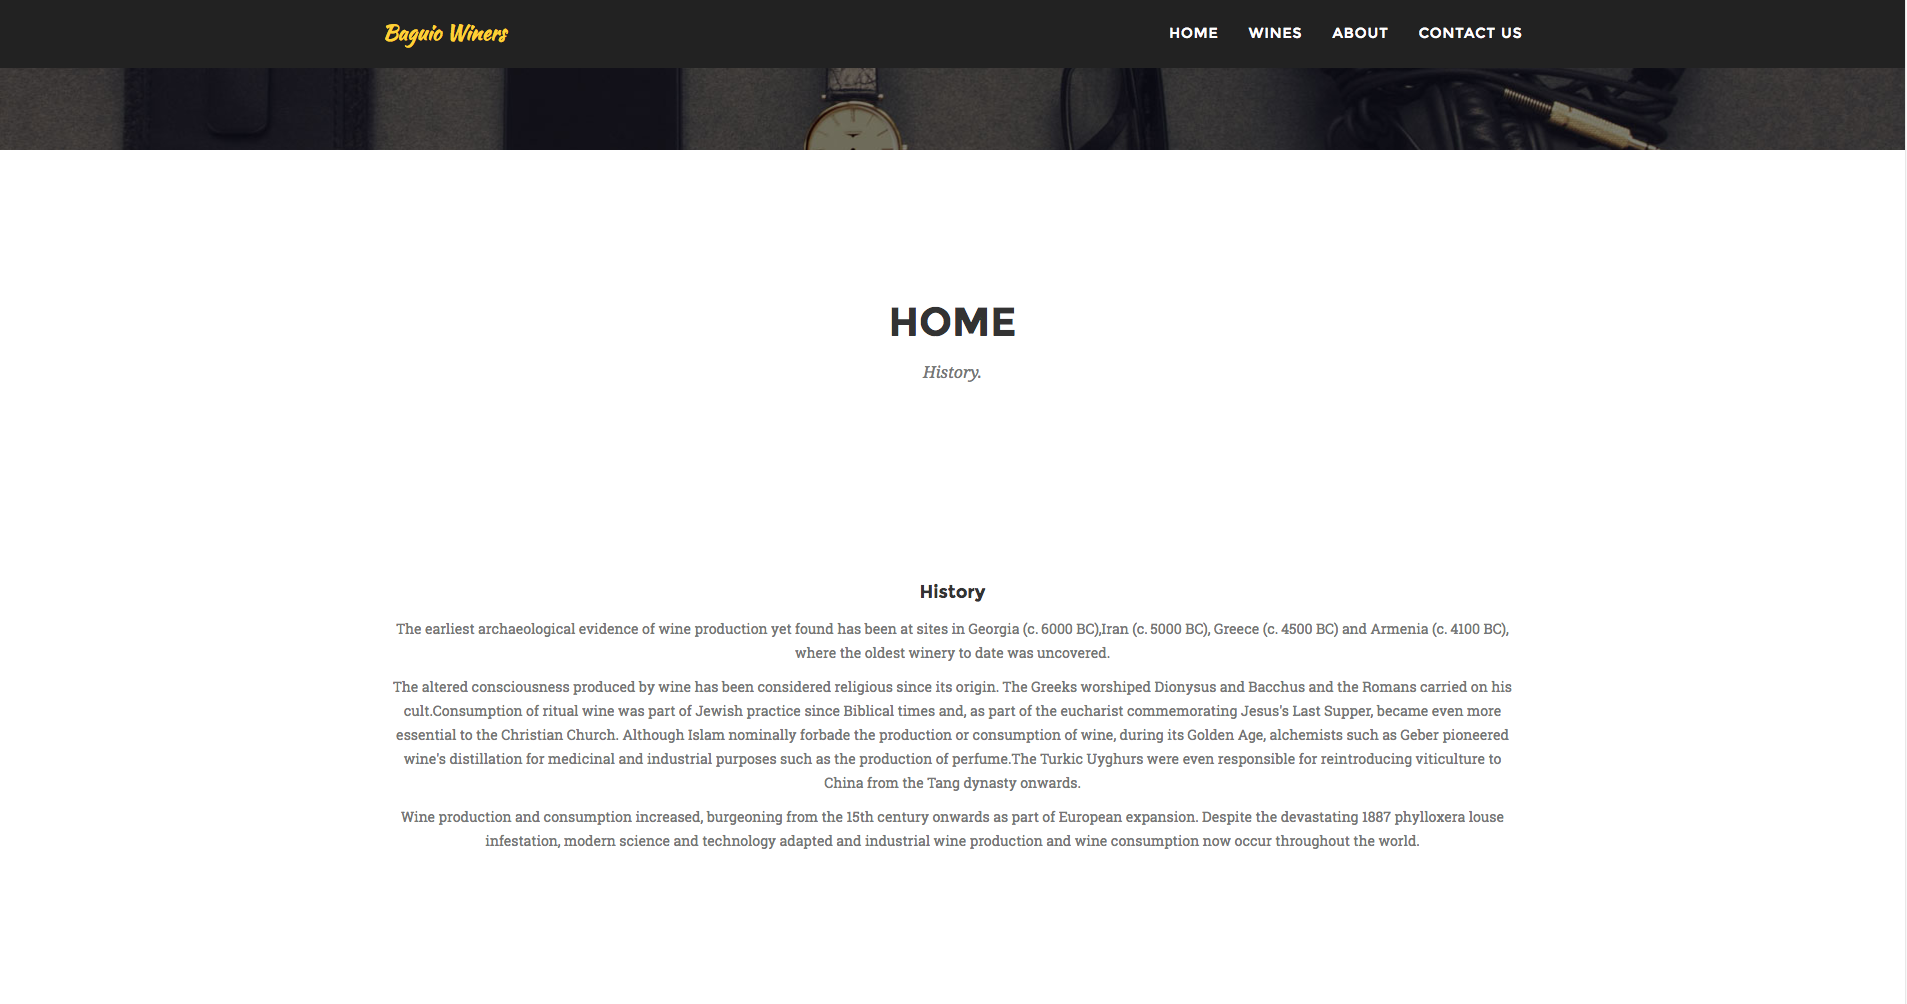 Baguio Winers
HOME WINES ABOUT CONTACT US
HOME
History.
History
The earliest archaeological evidence of wine production yet found has been at sites in Georgia (c. 6000 BC),Iran (c. 5000 BC), Greece (c. 4500 BC) and Armenia (c. 4100 BC),
where the oldest winery to date was uncovered.
The altered consciousness produced by wine has been considered religious since its origin. The Greeks worshiped Dionysus and Bacchus and the Romans carried on his
cult.Consumption of ritual wine was part of Jewish practice since Biblical times and, as part of the eucharist commemorating Jesus's Last Supper, became even more
essential to the Christian Church. Although Islam nominally forbade the production or consumption of wine, during its Golden Age, alchemists such as Geber pioneered
wine's distillation for medicinal and industrial purposes such as the production of perfume.The Turkic Uyghurs were even responsible for reintroducing viticulture to
China from the Tang dynasty onwards.
Wine production and consumption increased, burgeoning from the 15th century onwards as part of European expansion. Despite the devastating 1887 phylloxera louse
infestation, modern science and technology adapted and industrial wine production and wine consumption now occur throughout the world.